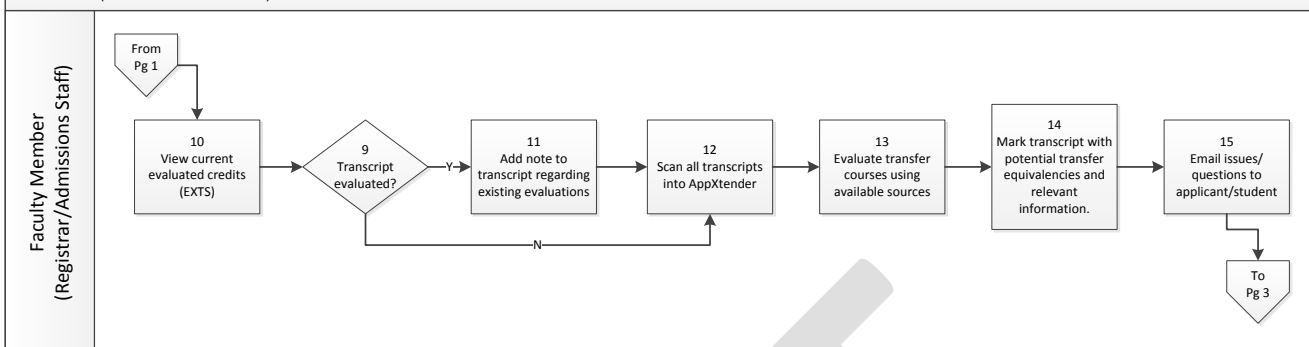 Faculty Member
(Registrar/Admissions Staff)
From
Pg 1
10
View current
evaluated credits
(EXTS)
9
Transcript
evaluated?
Y
11
Add note to
transcript regarding
existing evaluations
N
12
Scan all transcripts
into AppXtender
13
Evaluate transfer
courses using
available sources
14
Mark transcript with
potential transfer
equivalencies and
relevant
information.
15
Email issues/
questions to
applicant/student
To
Pg 3